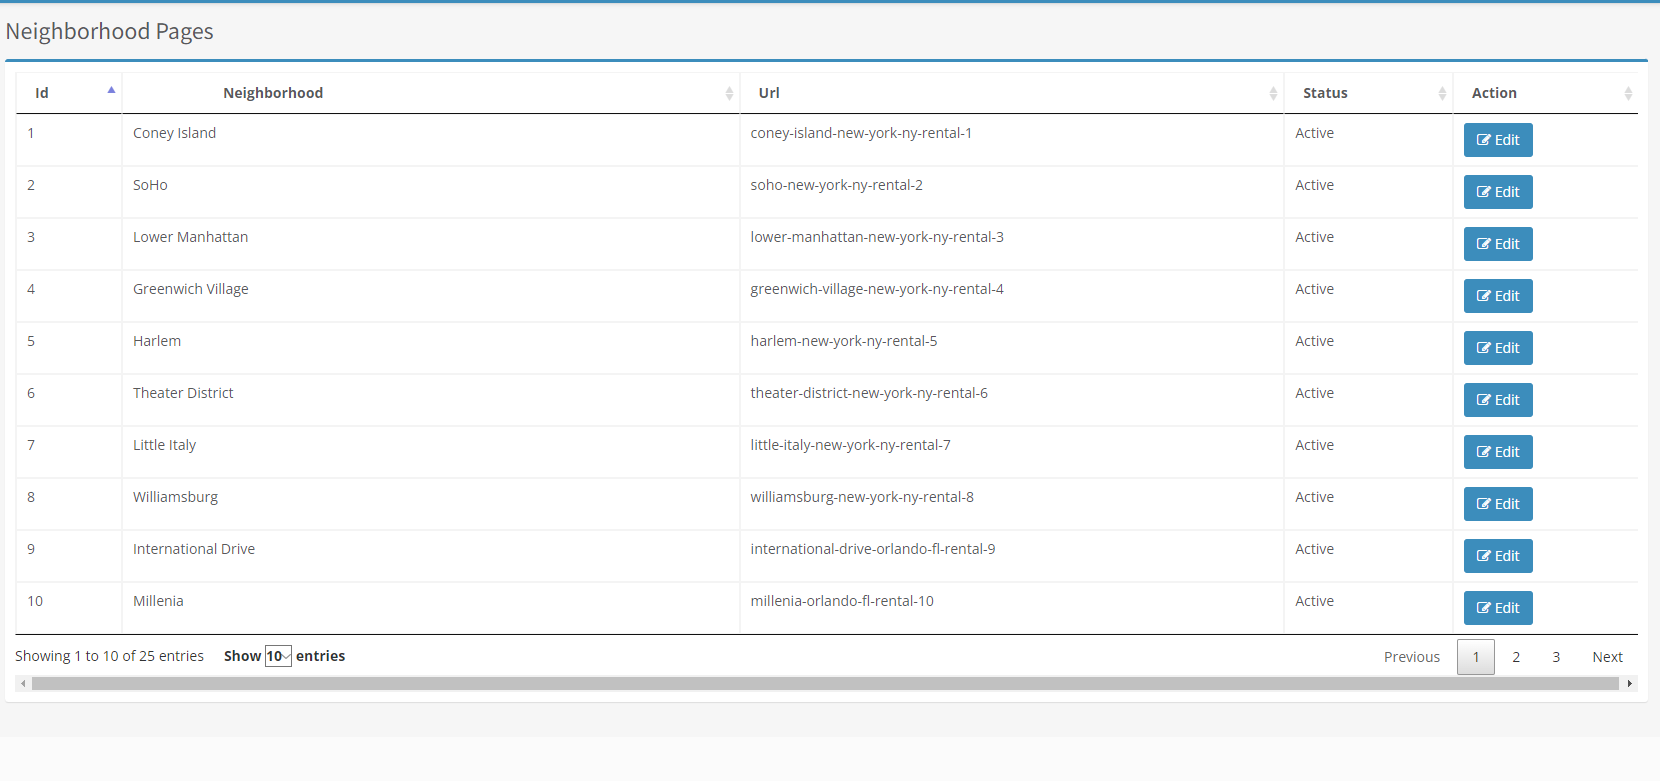 Neighborhood Pages
Id Neighborhood Url Status Action
1 Coney Island coney-island-new-york-ny-rental-1 Active Edit
2 SoHo soho-new-york-ny-rental-2 Active Edit
3 Lower Manhattan lower-manhattan-new-york-ny-rental-3 Active Edit
4 Greenwich Village greenwich-village-new-york-ny-rental-4 Active Edit
5 Harlem harlem-new-york-ny-rental-5 Active Edit
6 Theater District theater-district-new-york-ny-rental-6 Active Edit
7 Little Italy little-italy-new-york-ny-rental-7 Active Edit
8 Williamsburg williamsburg-new-york-ny-rental-8 Active Edit
9 International Drive international-drive-orlando-fl-rental-9 Active Edit
10 Millenia millenia-orlando-fl-rental-10 Active Edit
Showing 1 to 10 of 25 entries Show 10 entries Previous 1 2 3 Next